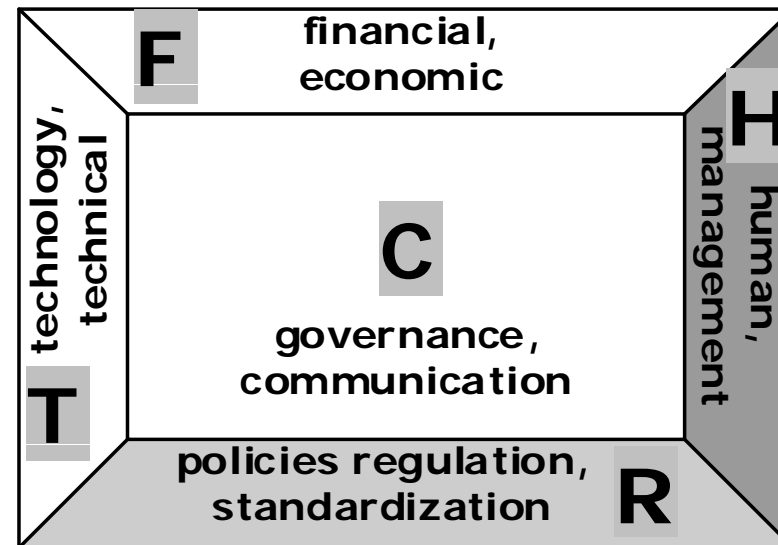 F
financial,
economic
H
human,
management
technology,
technical
T
C
governance,
communication
policies regulation,
standardization
R